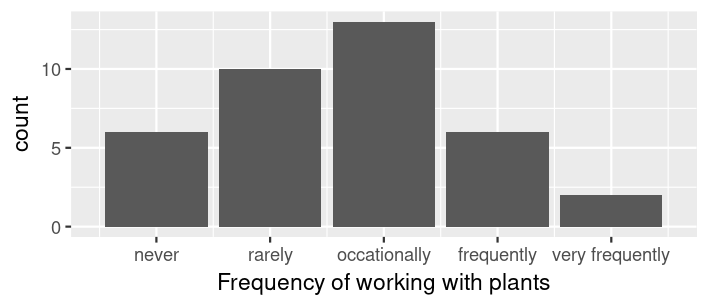 count
10
5
0
never rarely occationally frequently very frequently
Frequency of working with plants